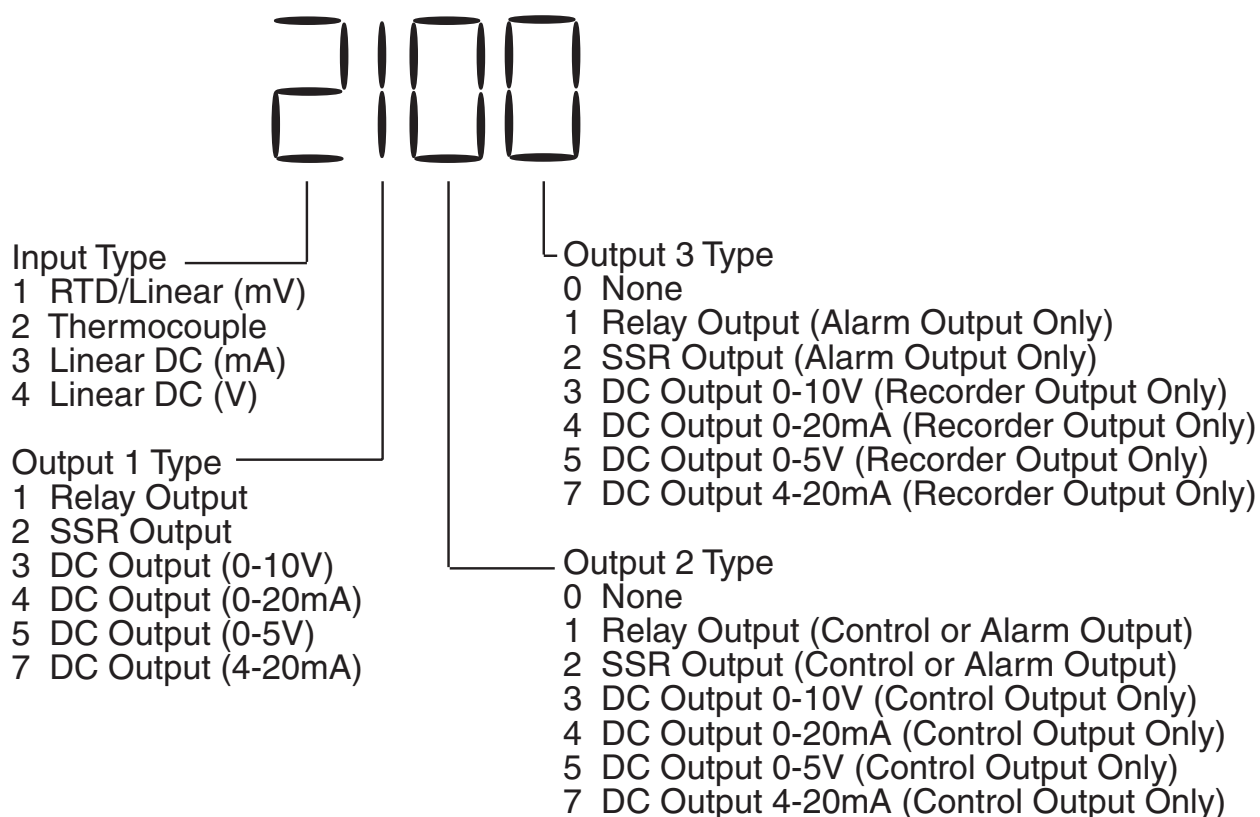 2100
Input Type
1 RTD/Linear (mV)
2 Thermocouple
3 Linear DC (mA)
4 Linear DC (V)
Output 1 Type
1 Relay Output
2 SSR Output
3 DC Output (0-10V)
4 DC Output (0-20mA)
5 DC Output (0-5V)
7 DC Output (4-20mA)
Output 3 Type
0 None
1 Relay Output (Alarm Output Only)
2 SSR Output (Alarm Output Only)
3 DC Output 0-10V (Recorder Output Only)
4 DC Output 0-20mA (Recorder Output Only)
5 DC Output 0-5V (Recorder Output Only)
7 DC Output 4-20mA (Recorder Output Only)
Output 2 Type
0 None
1 Relay Output (Control or Alarm Output)
2 SSR Output (Control or Alarm Output)
3 DC Output 0-10V (Control Output Only)
4 DC Output 0-20mA (Control Output Only)
5 DC Output 0-5V (Control Output Only)
7 DC Output 4-20mA (Control Output Only)